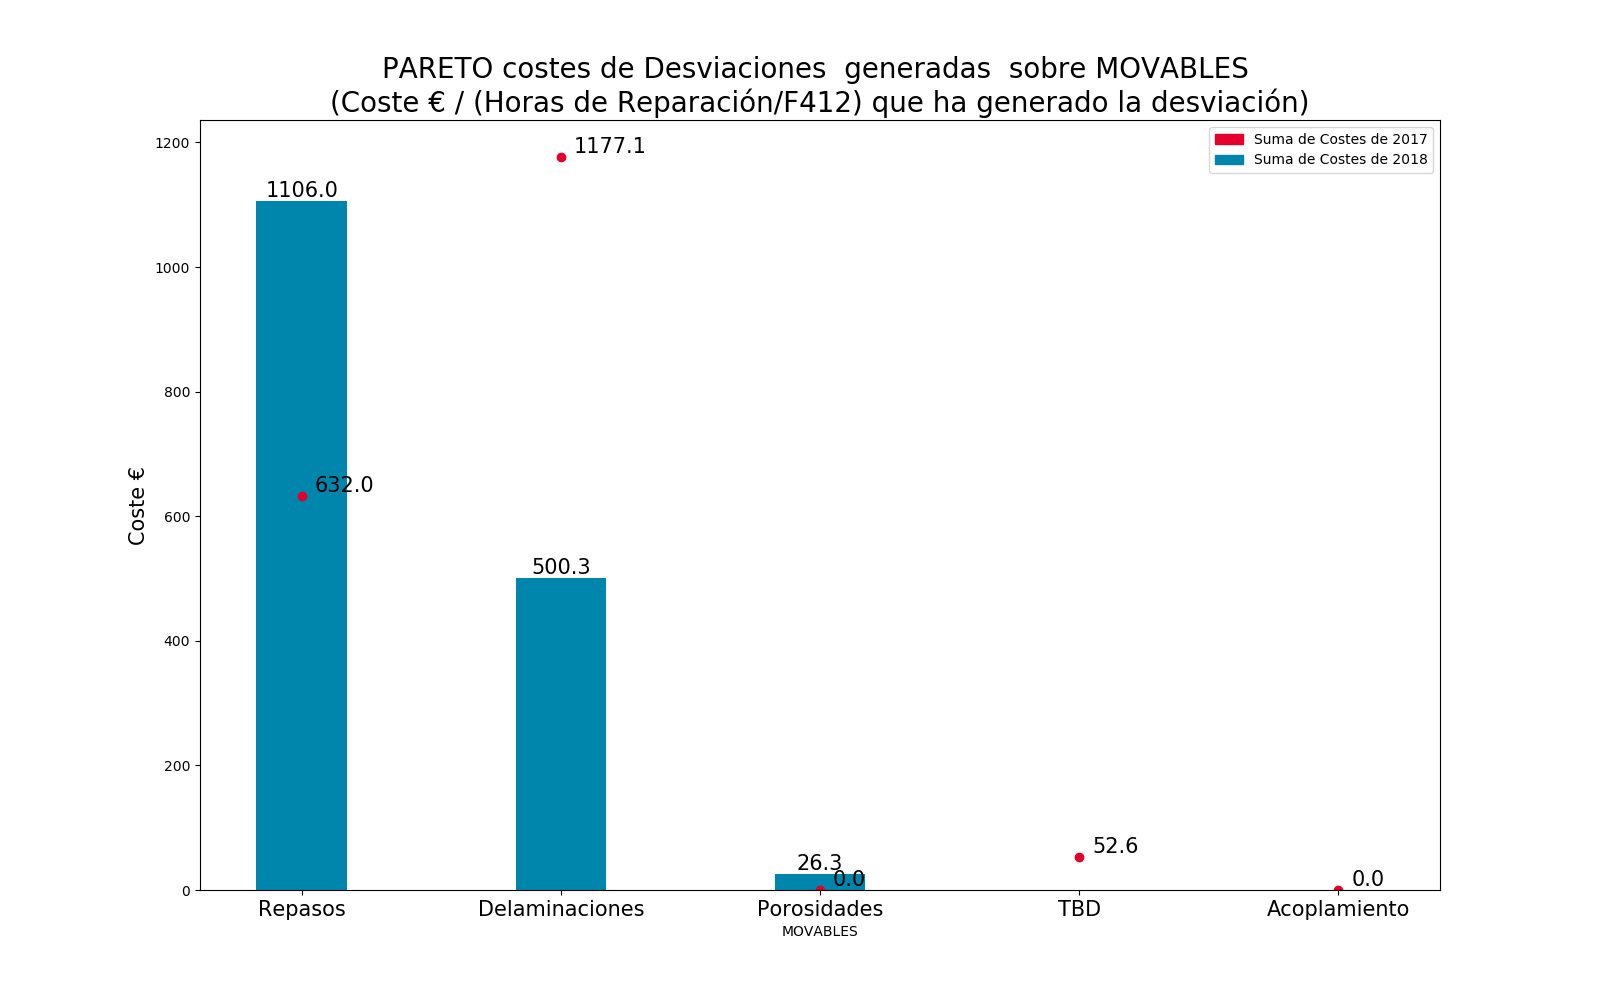 PARETO costes de Desviaciones  generadas  sobre MOVABLES
(Coste € / (Horas de Reparación/F412) que ha generado la desviación)
Suma de Costes de 2017
Suma de Costes de 2018
Coste €
1200
1000
800
600
400
200
0
1106.0
632.0
1177.1
500.3
26.3
0.0
52.6
0.0
Repasos
Delaminaciones
Porosidades
TBD
Acoplamiento
MOVABLES